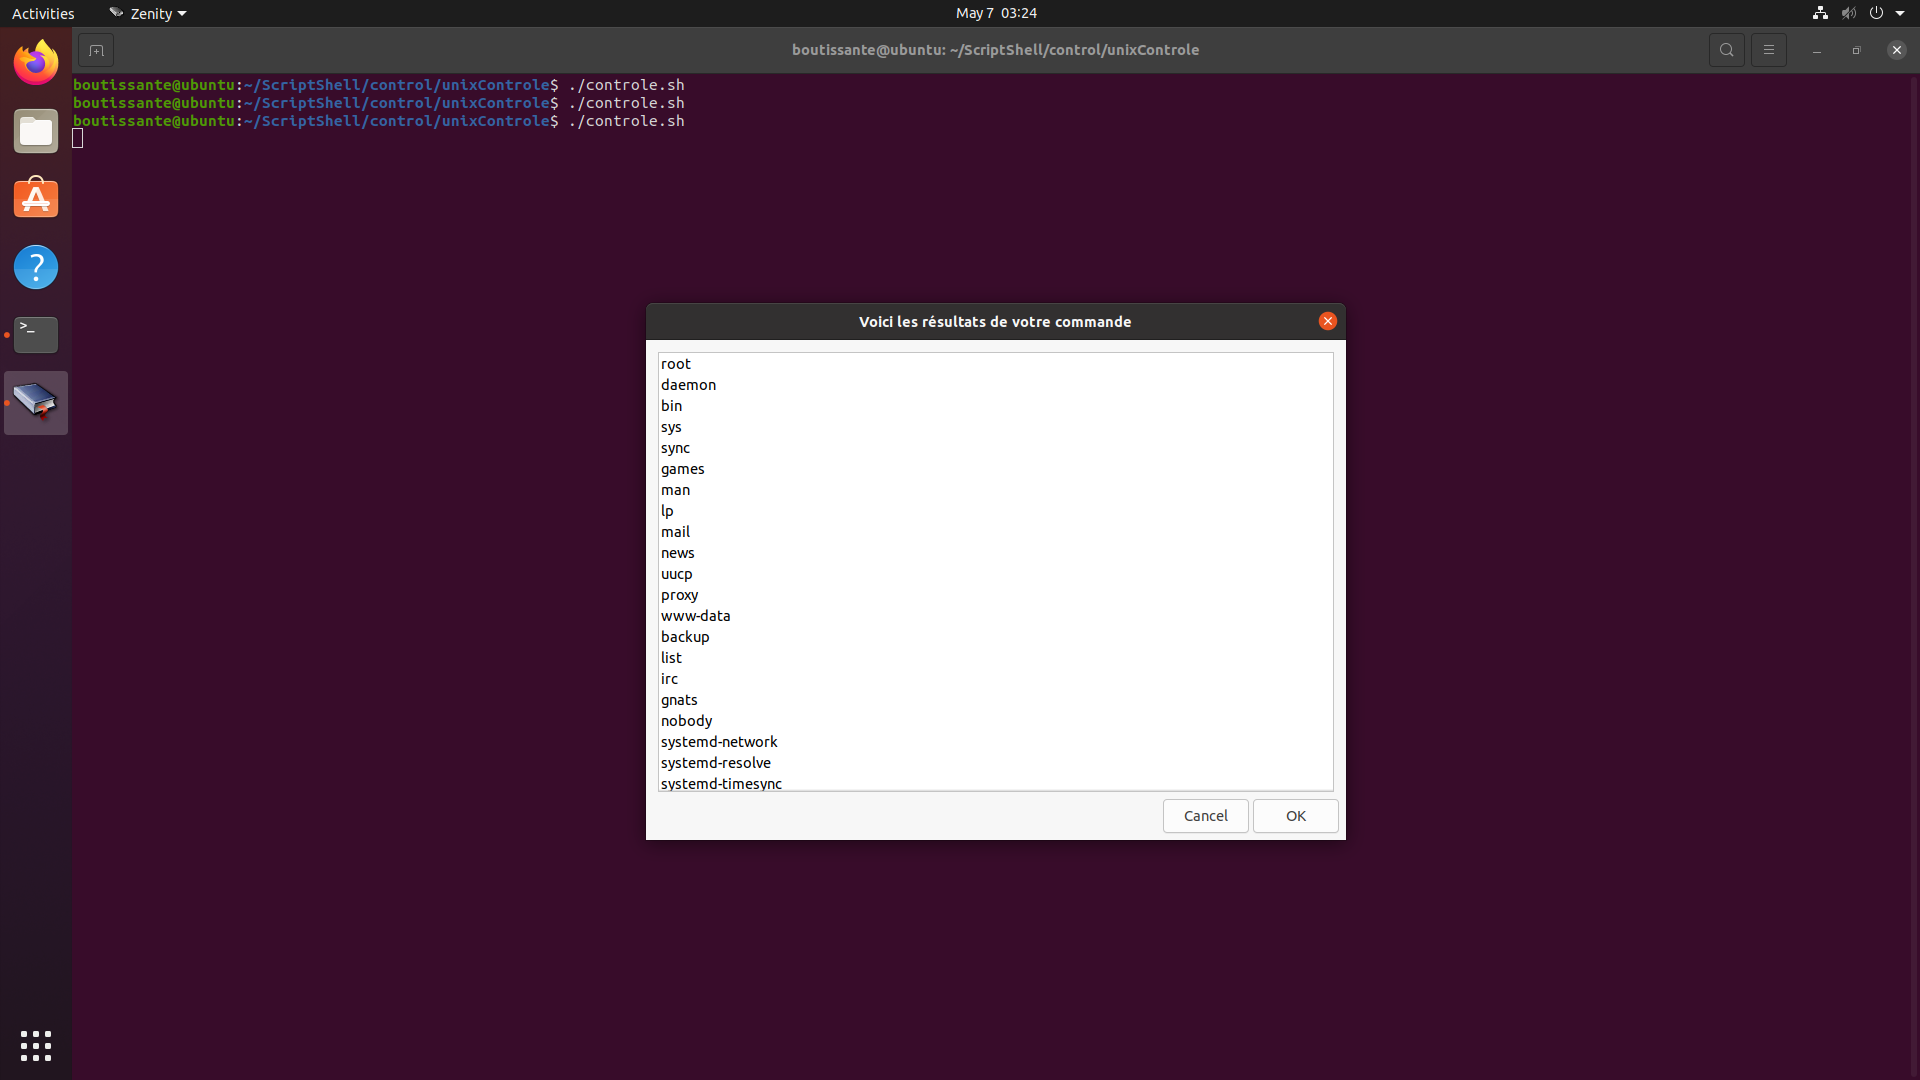 Activities
Zenity
May 7 03:24
boutissante@ubuntu: ~/ScriptShell/control/unixControle
boutissante@ubuntu:~/ScriptShell/control/unixControle$ ./controle.sh
boutissante@ubuntu:~/ScriptShell/control/unixControle$ ./controle.sh
boutissante@ubuntu:~/ScriptShell/control/unixControle$ ./controle.sh
Voici les résultats de votre commande
root
daemon
bin
sys
sync
games
man
lp
mail
news
uucp
proxy
www-data
backup
list
irc
gnats
nobody
systemd-network
systemd-resolve
systemd-timesync
Cancel
OK